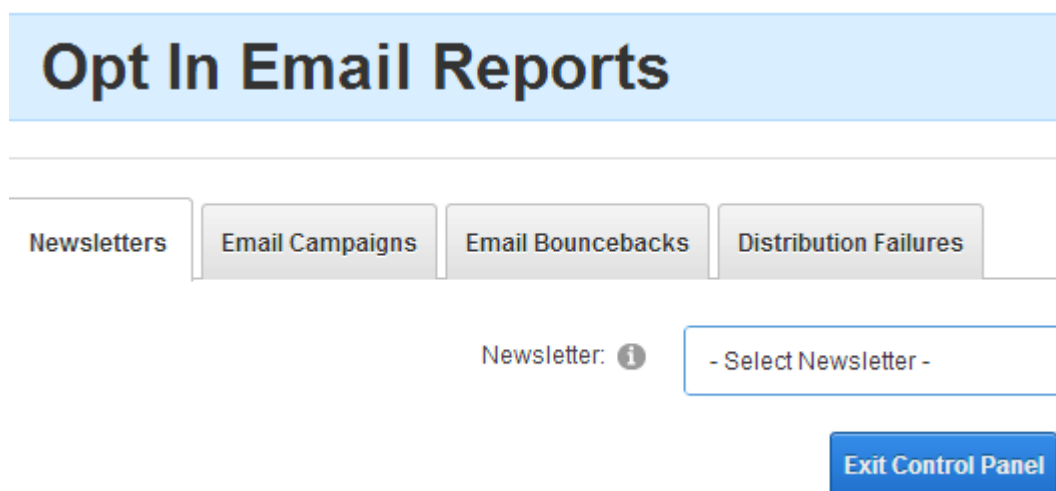 Opt In Email Reports
Newsletters Email Campaigns Email Bouncebacks Distribution Failures
Newsletter: - Select Newsletter -
Exit Control Panel